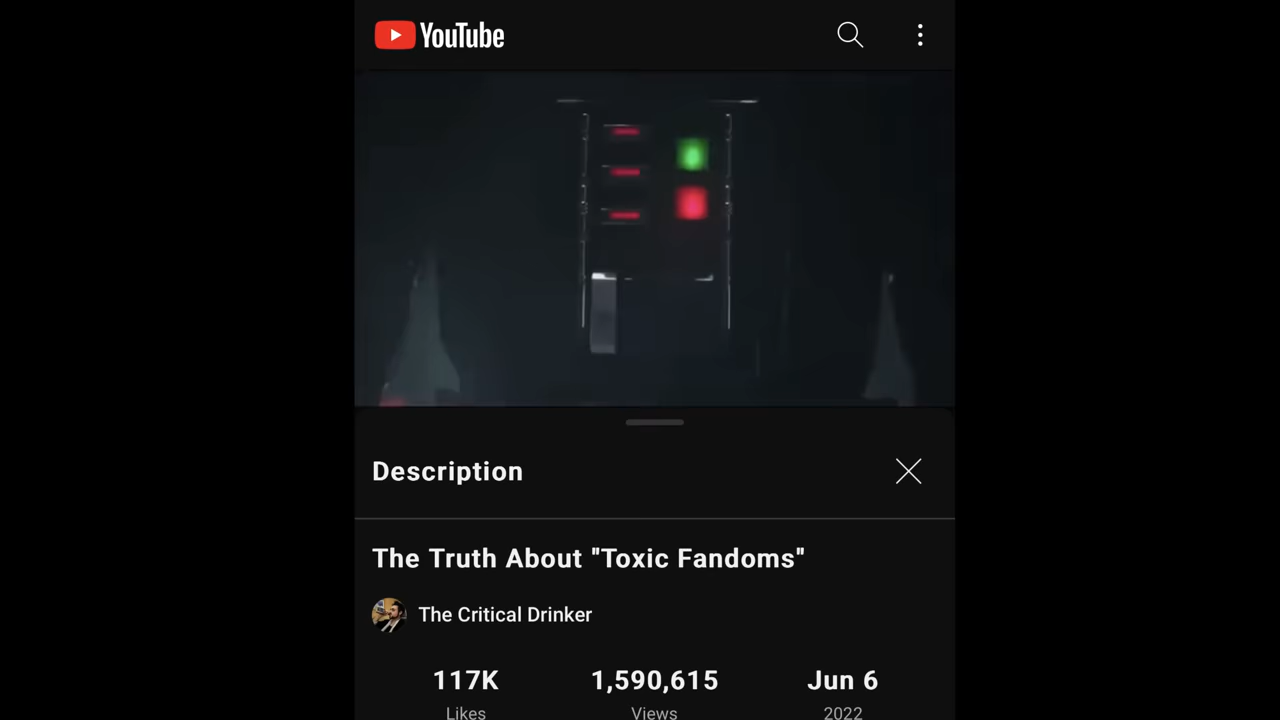 YouTube
Description
The Truth About "Toxic Fandoms"
The Critical Drinker
117K 1,590,615 Jun 6
Likes Views 2022